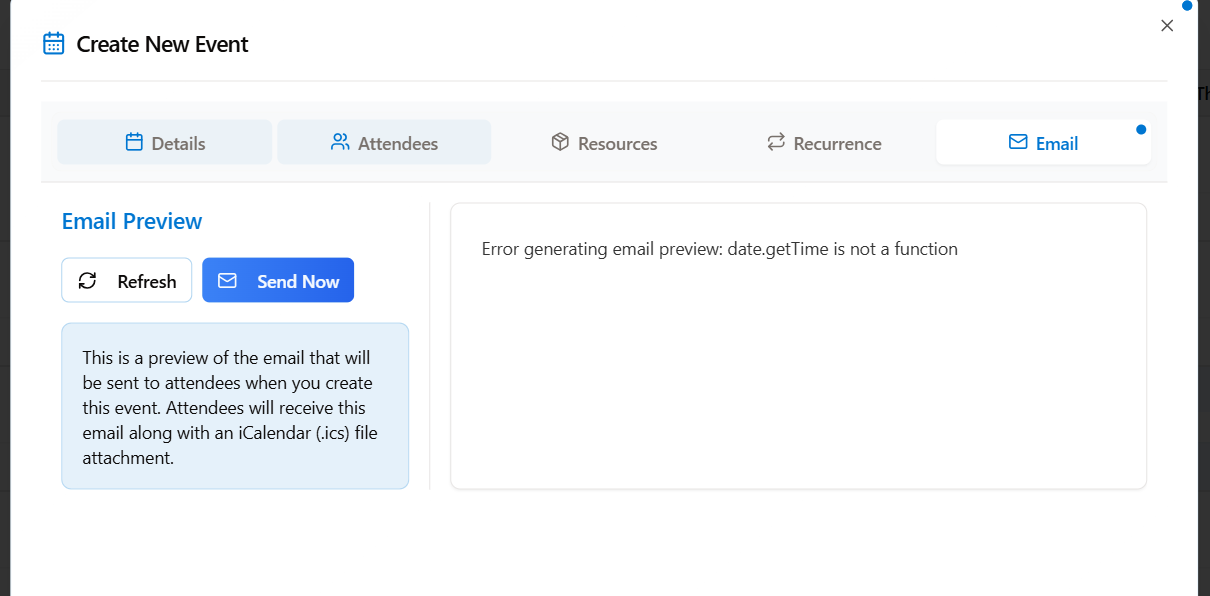 Create New Event
Details
Attendees
Resources
Recurrence
Email
Email Preview
Refresh
Send Now
Error generating email preview: date.getTime is not a function
This is a preview of the email that will
be sent to attendees when you create
this event. Attendees will receive this
email along with an iCalendar (.ics) file
attachment.